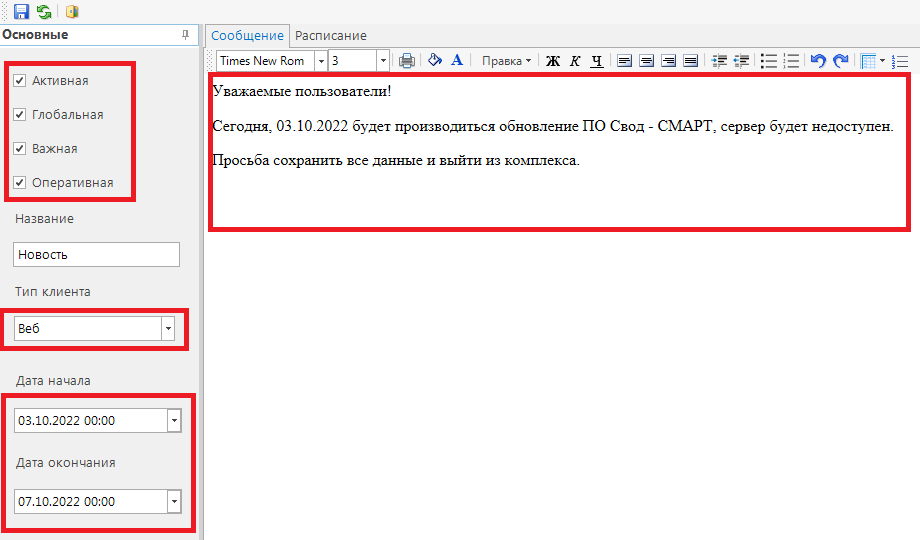 Основные
Активная
Глобальная
Важная
Оперативная
Название
Новость
Тип клиента
Веб
Дата начала
03.10.2022 00:00
Дата окончания
07.10.2022 00:00
Сообщение Расписание
Times New Rom 3 А Правка Ж К Ч
Уважаемые пользователи!
Сегодня, 03.10.2022 будет производиться обновление ПО Свод - СМАРТ, сервер будет недоступен.
Просьба сохранить все данные и выйти из комплекса.